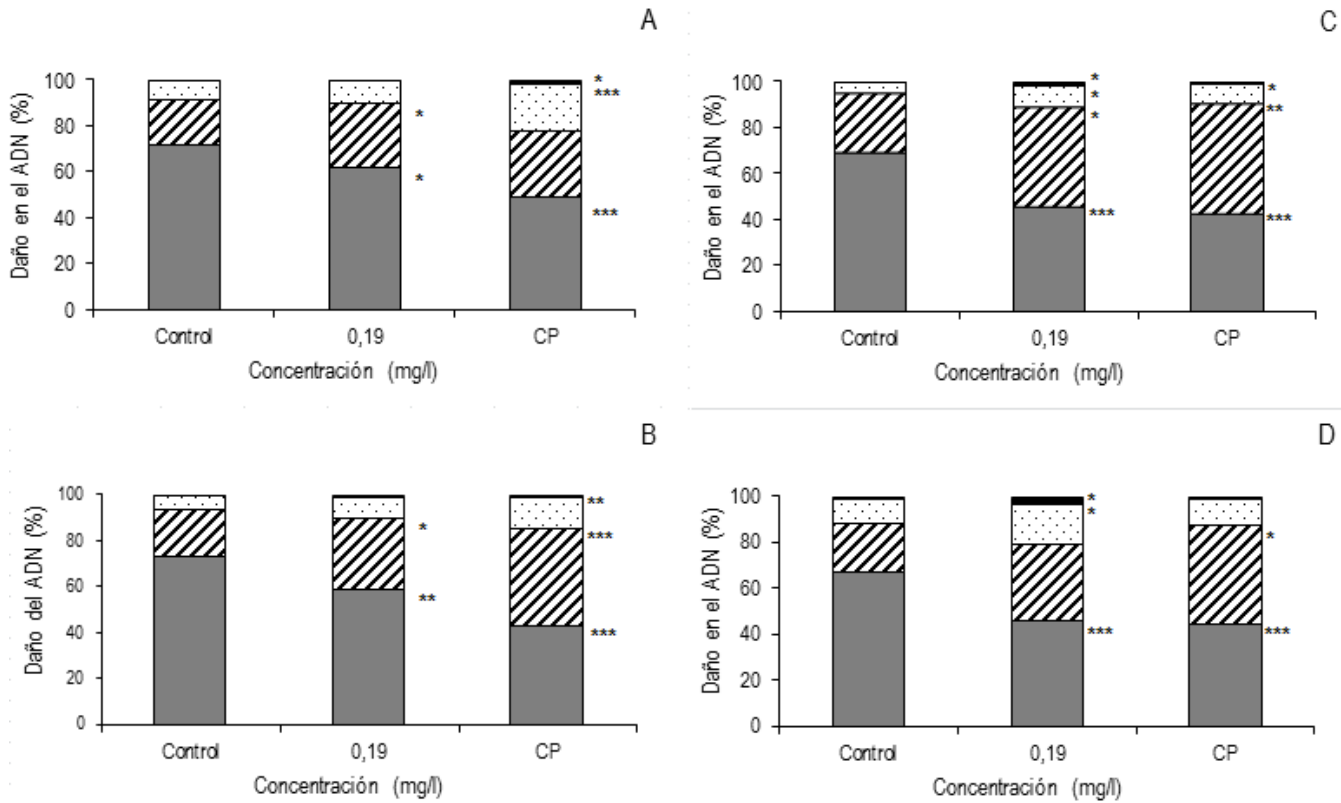 A
Daño en el ADN (%)
100
80
60
40
20
0
*
*
*
***
***
Control
0,19
CP
Concentración (mg/l)
B
Daño del ADN (%)
100
80
60
40
20
0
*
**
**
***
***
Control
0,19
CP
Concentración (mg/l)
C
Daño en el ADN (%)
100
80
60
40
20
0
*
*
*
***
*
**
***
Control
0,19
CP
Concentración (mg/l)
D
Daño en el ADN (%)
100
80
60
40
20
0
*
*
***
*
***
Control
0,19
CP
Concentración (mg/l)